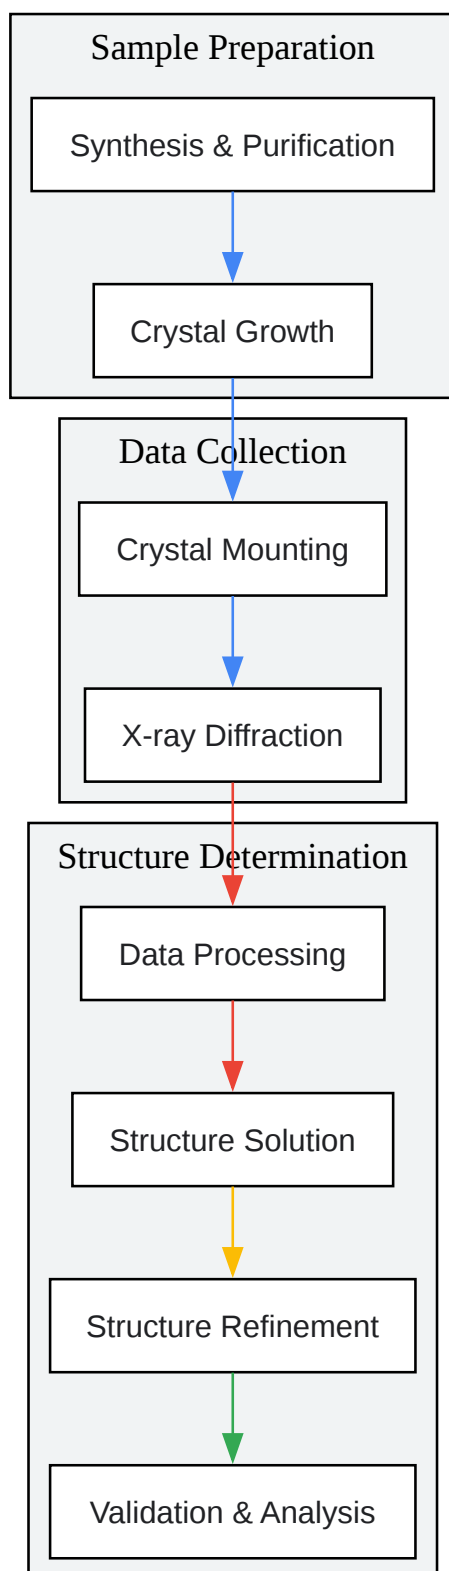 Sample Preparation
Synthesis & Purification
Crystal Growth
Data Collection
Crystal Mounting
X-ray Diffraction
Structure Determination
Data Processing
Structure Solution
Structure Refinement
Validation & Analysis